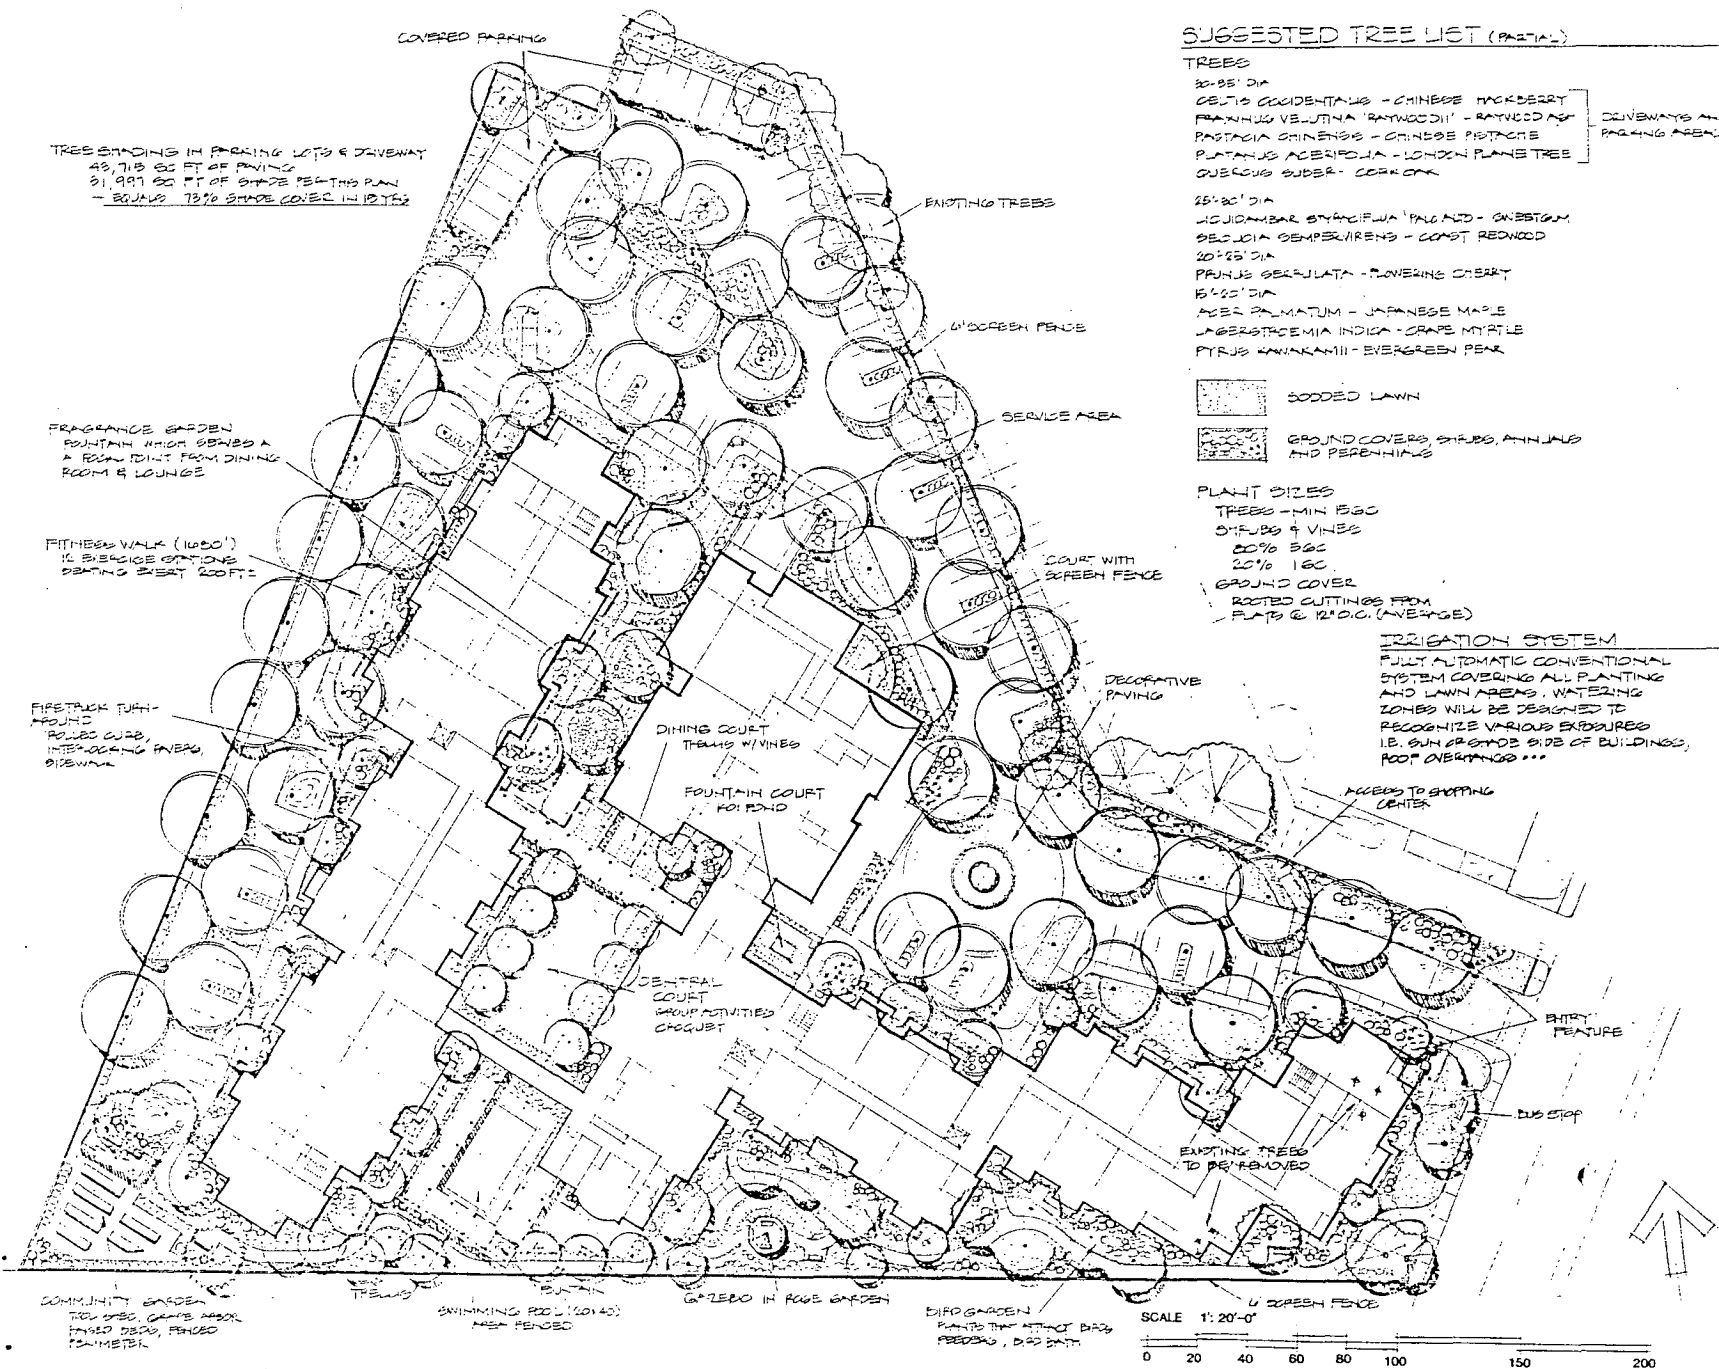 COVERED PARKING
TREE SHADING IN PARKING LOTS & DRIVEWAY
43,715 SQ FT OF PAVING
31,997 SQ FT OF SHADE PER THIS PLAN
- EQUALS 73% SHADE COVER IN 15 YRS
EXISTING TREES
6' SCREEN FENCE
SERVICE AREA
FRAGRANCE GARDEN
FOUNTAIN WHICH SERVES A
A FOCAL POINT FROM DINING
ROOM & LOUNGE
FITNESS WALK (1650')
12 EXERCISE STATIONS
SEATING EVERY 200 FT±
COURT WITH
SCREEN FENCE
FIRETRUCK TURN-
AROUND
ROLLED CURB,
INTERLOCKING PAVERS,
SIDEWALK
DECORATIVE
PAVING
DINING COURT
TRELLIS W/VINES
FOUNTAIN COURT
KOI POND
ACCESS TO SHOPPING
CENTER
CENTRAL
COURT
GROUP ACTIVITIES
CROQUET
ENTRY
FEATURE
BUS STOP
EXISTING TREES
TO BE REMOVED
COMMUNITY GARDEN
TOOL SHED, GRAPE ARBOR
RAISED BEDS, FENCED
PERIMETER
TRELLIS
FOUNTAIN
SWIMMING POOL (20x40)
AREA FENCED
GAZEBO IN ROSE GARDEN
BIRD GARDEN
PLANTS THAT ATTRACT BIRDS
FEEDERS, BIRD BATH
6' SCREEN FENCE
SUGGESTED TREE LIST (PARTIAL)
TREES
30-35' DIA
CELTIS OCCIDENTALIS - CHINESE HACKBERRY
FRAXINUS VELUTINA 'RAYWOODII' - RAYWOOD ASH
PASTACIA CHINENSIS - CHINESE PISTACHE
PLATANUS ACERIFOLIA - LONDON PLANE TREE
QUERCUS SUBER - CORK OAK
DRIVEWAYS AN
PARKING AREAS
25'-30' DIA
LIQUIDAMBAR STYRACIFLUA 'PALO ALTO - SWEETGUM
SEQUOIA SEMPERVIRENS - COAST REDWOOD
20'-25' DIA
PRUNUS SERRULATA - FLOWERING CHERRY
15'-20' DIA
ACER PALMATUM - JAPANESE MAPLE
LAGERSTROEMIA INDICA - CRAPE MYRTLE
PYRUS KAWAKAMII - EVERGREEN PEAR
SODDED LAWN
GROUND COVERS, SHRUBS, ANNUALS
AND PERENNIALS
PLANT SIZES
TREES - MIN 15GC
SHRUBS & VINES
80% 5GC
20% 1GC
GROUND COVER
ROOTED CUTTINGS FROM
FLATS @ 12" O.C. (AVERAGE)
IRRIGATION SYSTEM
FULLY AUTOMATIC CONVENTIONAL
SYSTEM COVERING ALL PLANTING
AND LAWN AREAS. WATERING
ZONES WILL BE DESIGNED TO
RECOGNIZE VARIOUS EXPOSURES
I.E. SUN OR SHADE SIDE OF BUILDINGS,
ROOF OVERHANGS •••
SCALE 1': 20'-0"
0 20 40 60 80 100 150 200